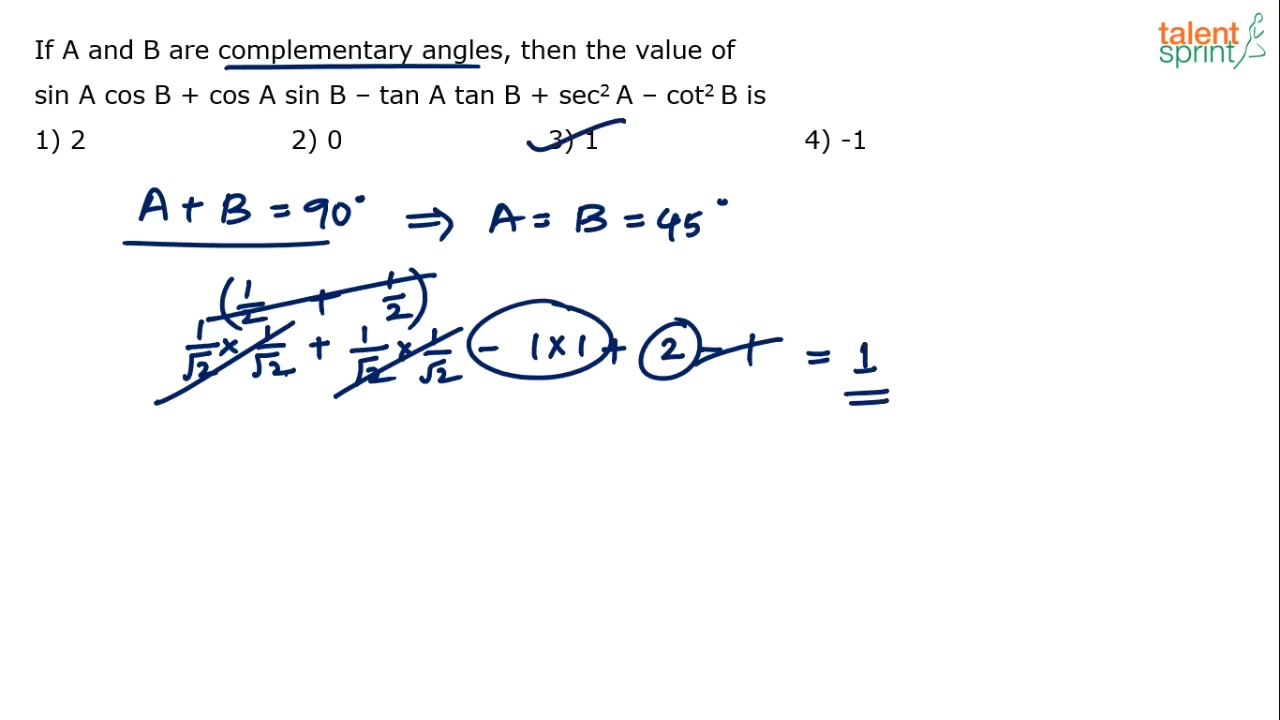 talent
sprint
If A and B are complementary angles, then the value of
sin A cos B + cos A sin B – tan A tan B + sec² A – cot² B is
1) 2 2) 0 3) 1 4) -1
A + B = 90° ⇒ A = B = 45°
(1/2 + 1/2)
1/√2 × 1/√2 + 1/√2 × 1/√2 - 1 × 1 + 2 - 1 = 1